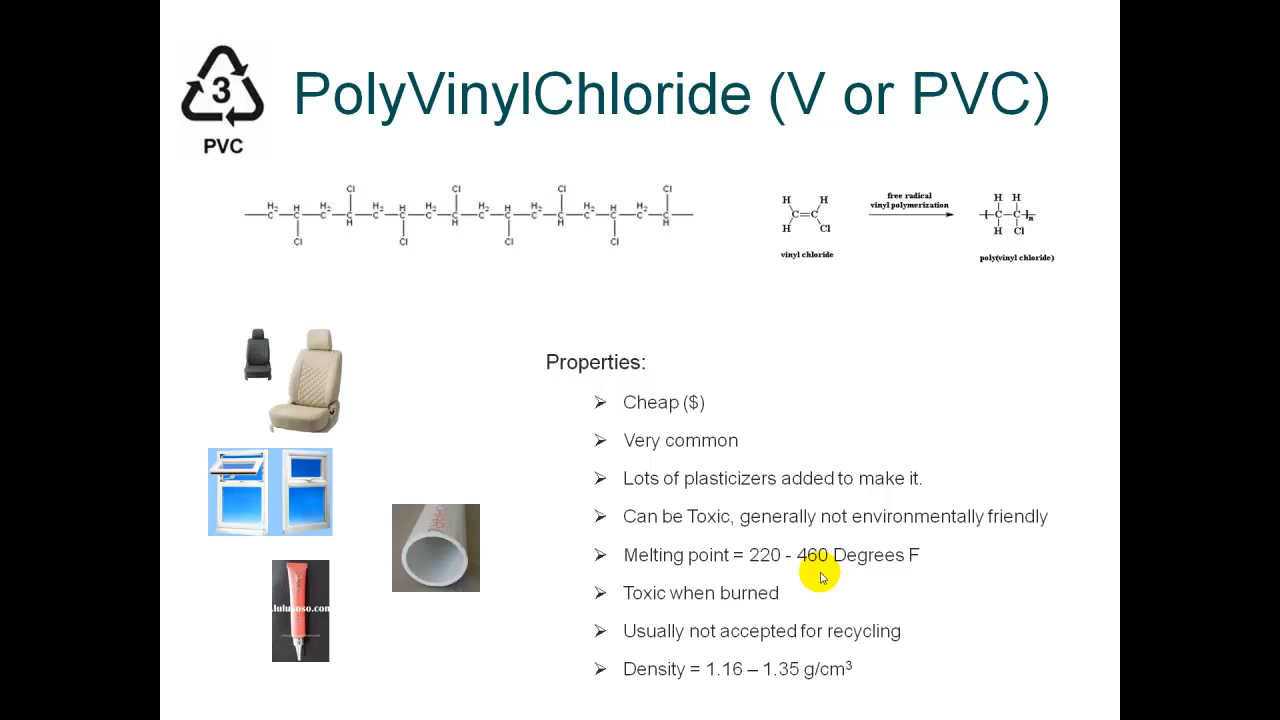 3
PVC
PolyVinylChloride (V or PVC)
Cl Cl Cl Cl
H2 H H2 C H2 H H2 C H2 H H2 C H2 H H2 C
C C C H C C C H C C C H C C C H
Cl Cl Cl Cl
H H
C=C
H Cl
vinyl chloride
free radical
vinyl polymerization
H H
[C-C]n
H Cl
poly(vinyl chloride)
Properties:
Cheap ($)
Very common
Lots of plasticizers added to make it.
Can be Toxic, generally not environmentally friendly
Melting point = 220 - 460 Degrees F
Toxic when burned
Usually not accepted for recycling
Density = 1.16 – 1.35 g/cm³
.lulusoso.com